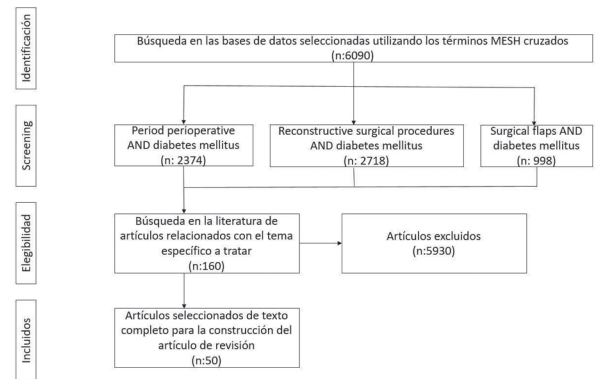 Identificación
Búsqueda en las bases de datos seleccionadas utilizando los términos MESH cruzados
(n:6090)
Screening
Period perioperative
AND diabetes mellitus
(n: 2374)
Reconstructive surgical procedures
AND diabetes mellitus
(n: 2718)
Surgical flaps AND
diabetes mellitus
(n: 998)
Elegibilidad
Búsqueda en la literatura de
artículos relacionados con el tema
específico a tratar
(n:160)
Artículos excluidos
(n:5930)
Incluidos
Artículos seleccionados de texto
completo para la construcción del
artículo de revisión
(n:50)